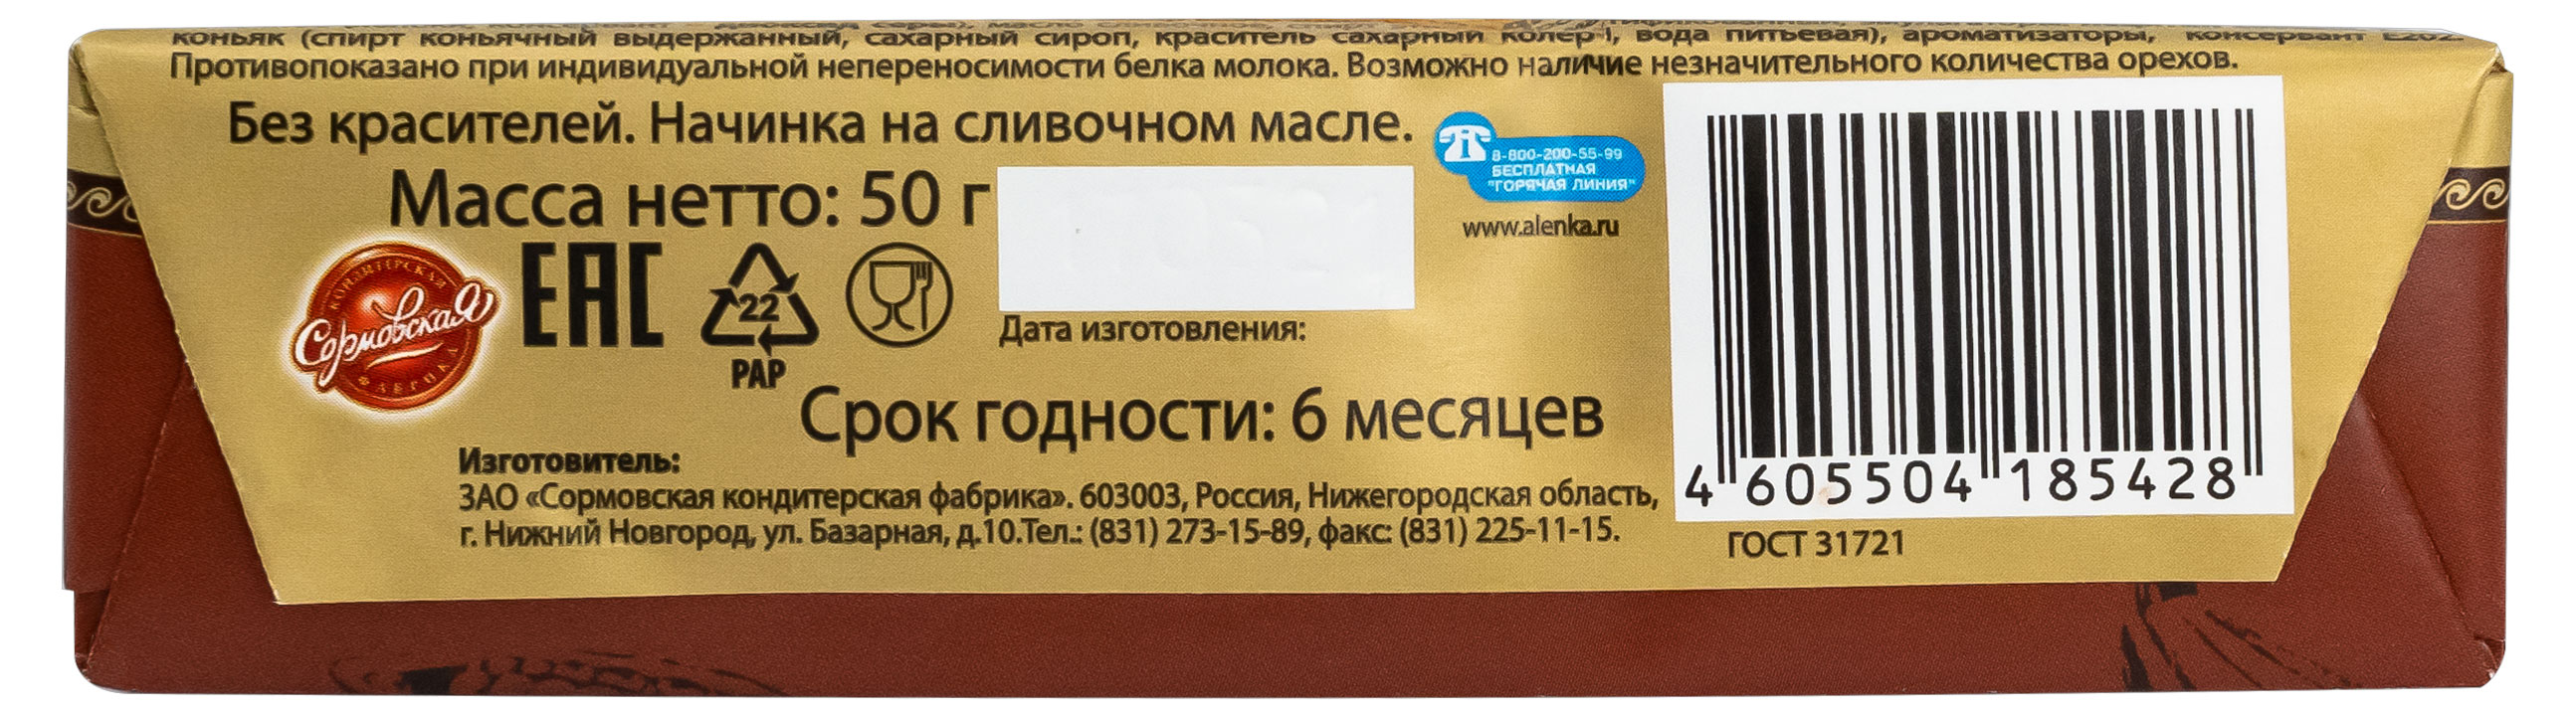 коньяк (спирт коньячный выдержанный, сахарный сироп, краситель сахарный колер I, вода питьевая), ароматизаторы, консервант Е202.
Противопоказано при индивидуальной непереносимости белка молока. Возможно наличие незначительного количества орехов.
Без красителей. Начинка на сливочном масле.
8-800-200-55-99
БЕСПЛАТНАЯ
"ГОРЯЧАЯ ЛИНИЯ"
www.alenka.ru
Масса нетто: 50 г
КОНДИТЕРСКАЯ
Сормовская
ФАБРИКА
ЕАС
22
PAP
Дата изготовления:
Срок годности: 6 месяцев
Изготовитель:
ЗАО «Сормовская кондитерская фабрика». 603003, Россия, Нижегородская область,
г. Нижний Новгород, ул. Базарная, д.10.Тел.: (831) 273-15-89, факс: (831) 225-11-15.
4 605504 185428
ГОСТ 31721